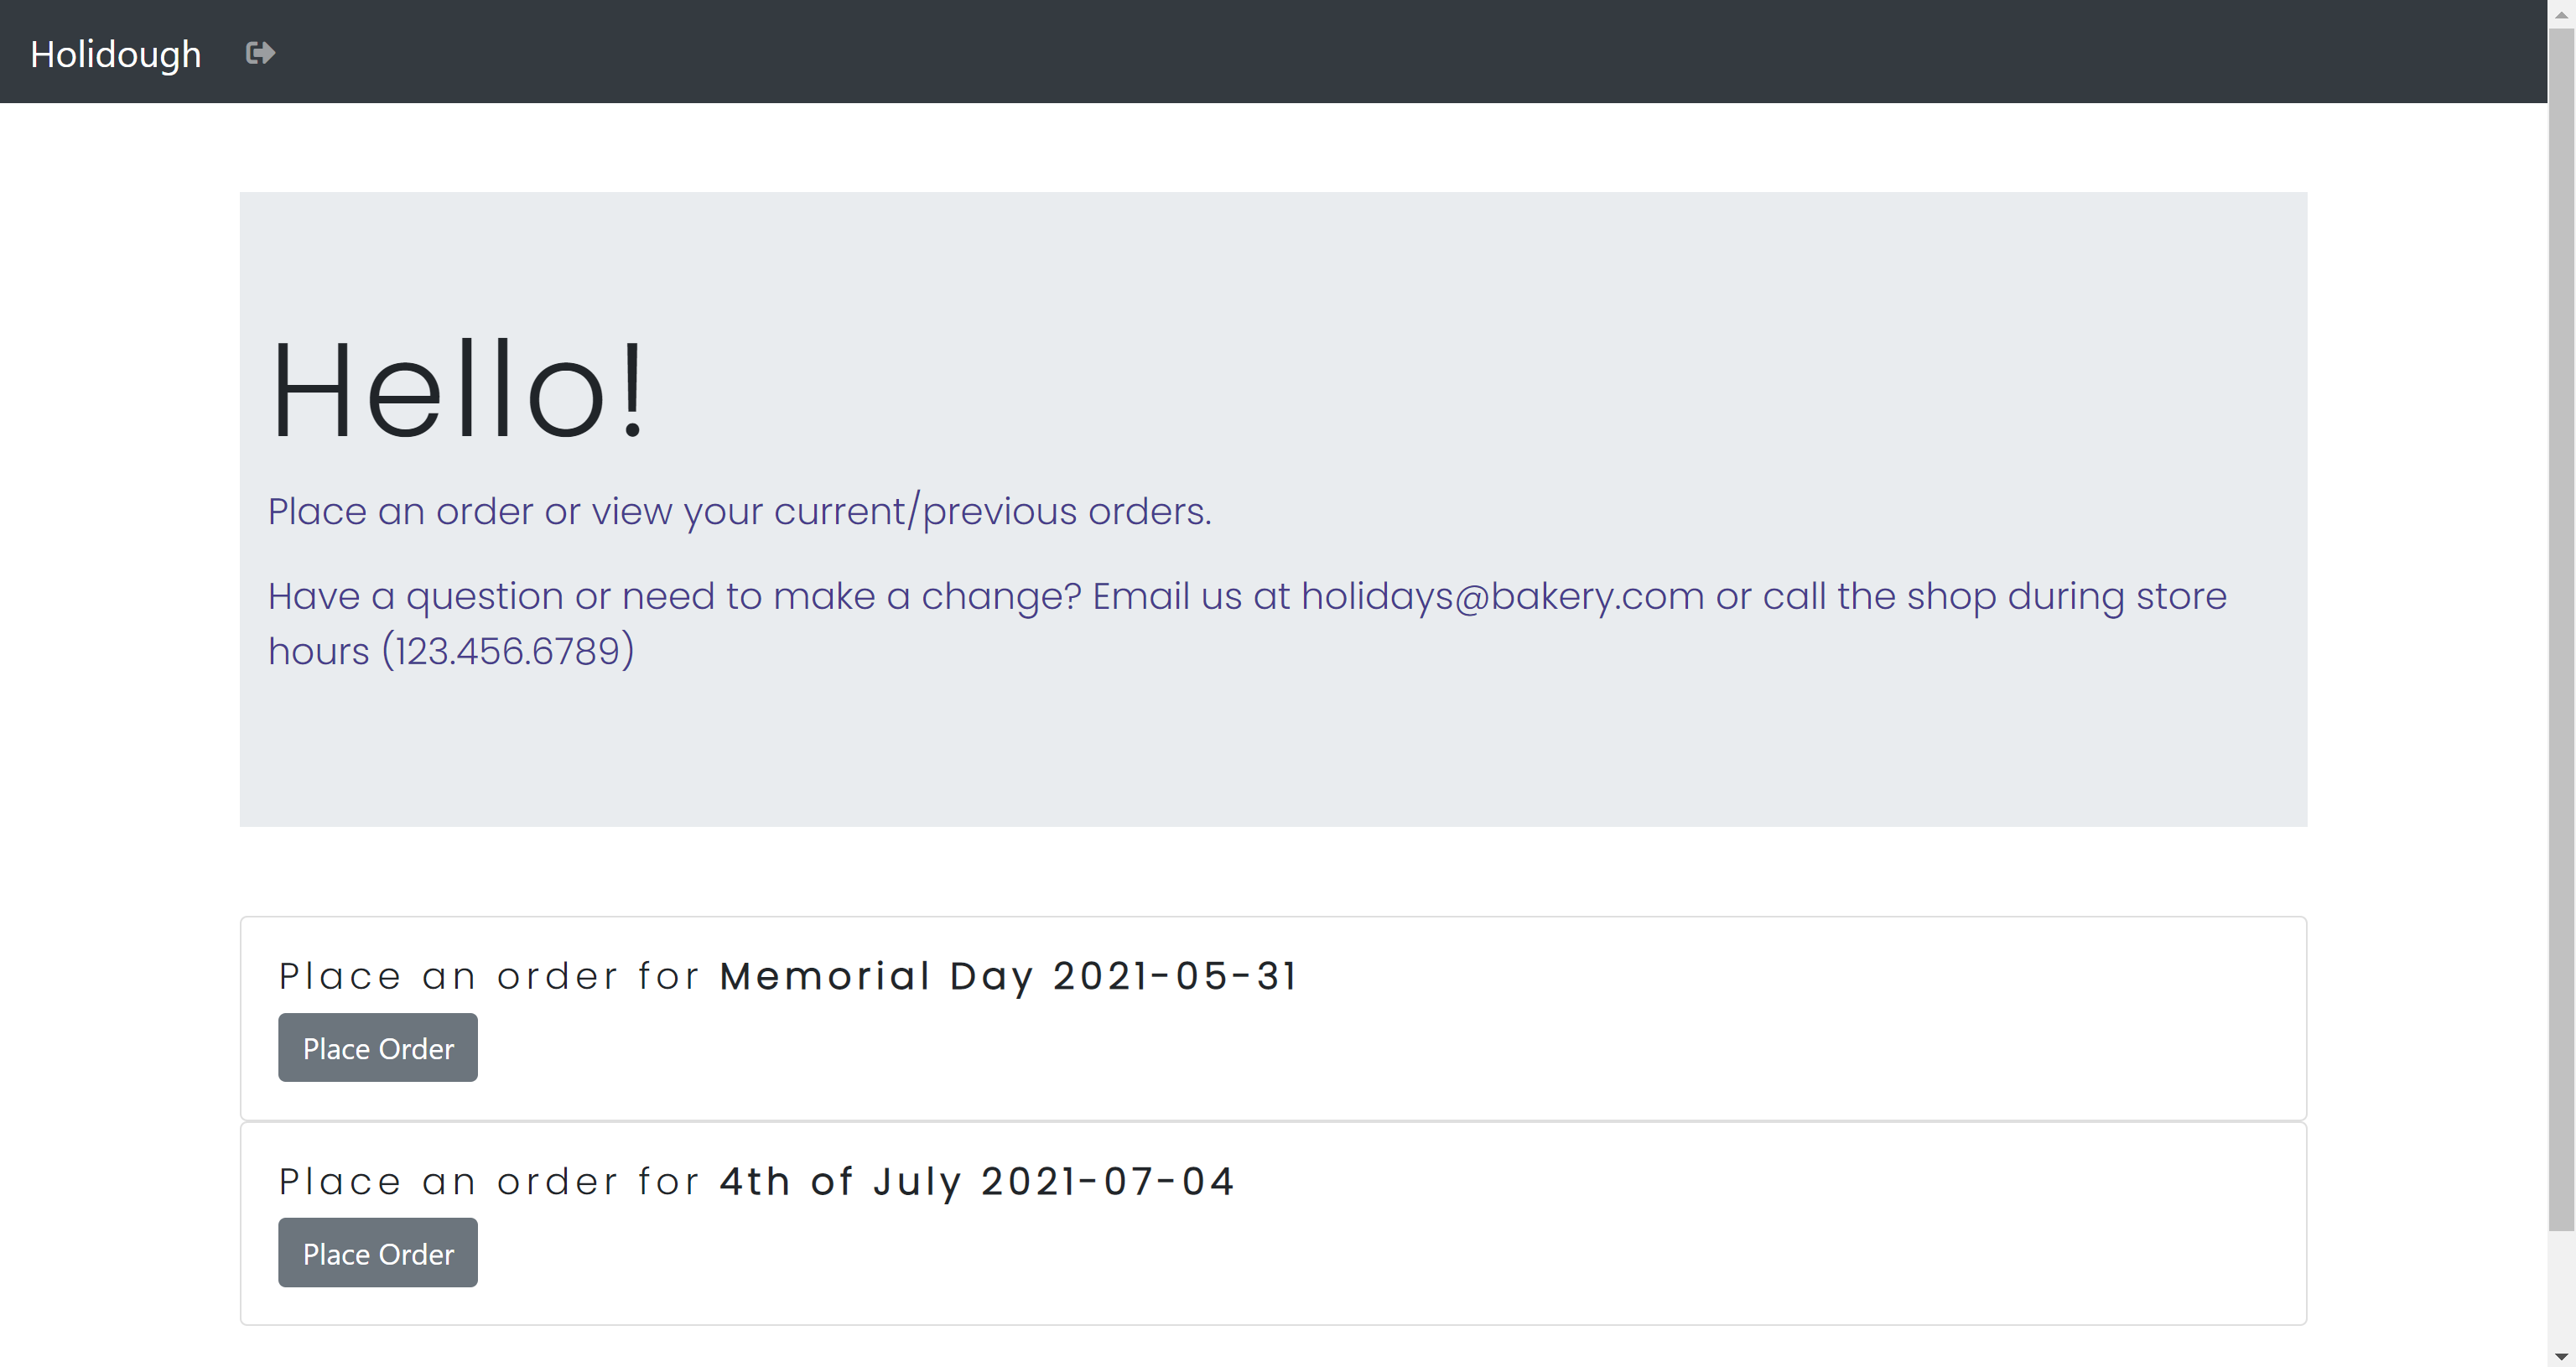 Holidough
Hello!
Place an order or view your current/previous orders.
Have a question or need to make a change? Email us at holidays@bakery.com or call the shop during store
hours (123.456.6789)
Place an order for Memorial Day 2021-05-31
Place Order
Place an order for 4th of July 2021-07-04
Place Order